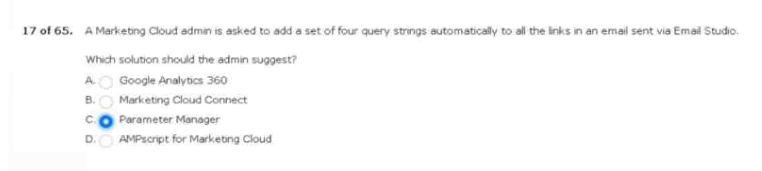 17 of 65. A Marketing Cloud admin is asked to add a set of four query strings automatically to all the links in an email sent via Email Studio.
Which solution should the admin suggest?
A. Google Analytics 360
B. Marketing Cloud Connect
C. Parameter Manager
D. AMPscript for Marketing Cloud